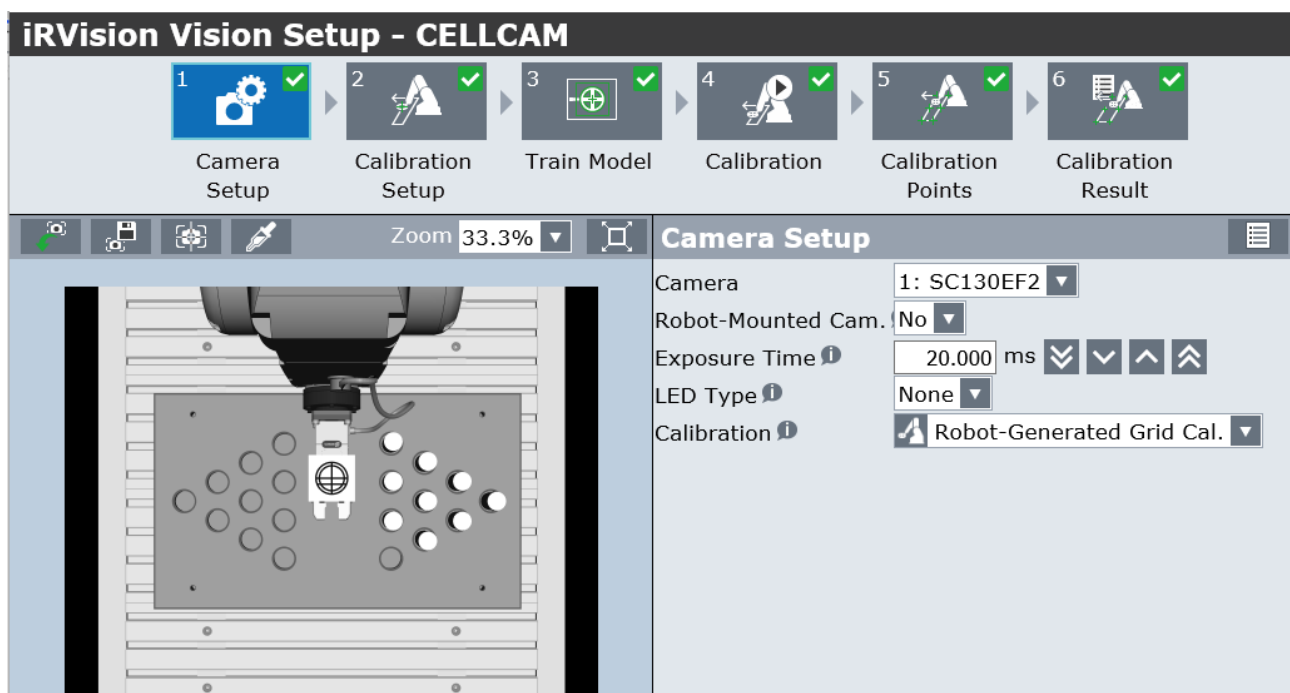 iRVision Vision Setup - CELLCAM
1
2
3
4
5
6
Camera
Setup
Calibration
Setup
Train Model
Calibration
Calibration
Points
Calibration
Result
Zoom 33.3%
Camera Setup
Camera 1: SC130EF2
Robot-Mounted Cam. No
Exposure Time 20.000 ms
LED Type None
Calibration Robot-Generated Grid Cal.